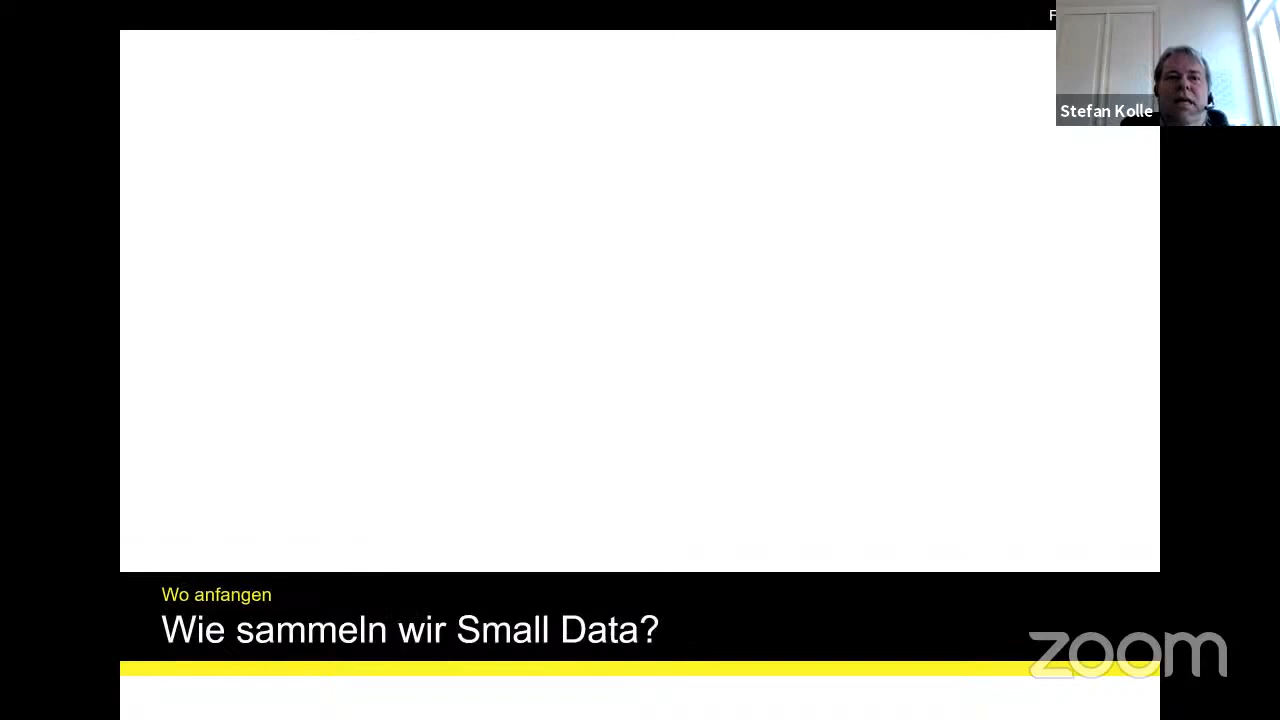 F
Stefan Kolle
Wo anfangen
Wie sammeln wir Small Data?
zoom